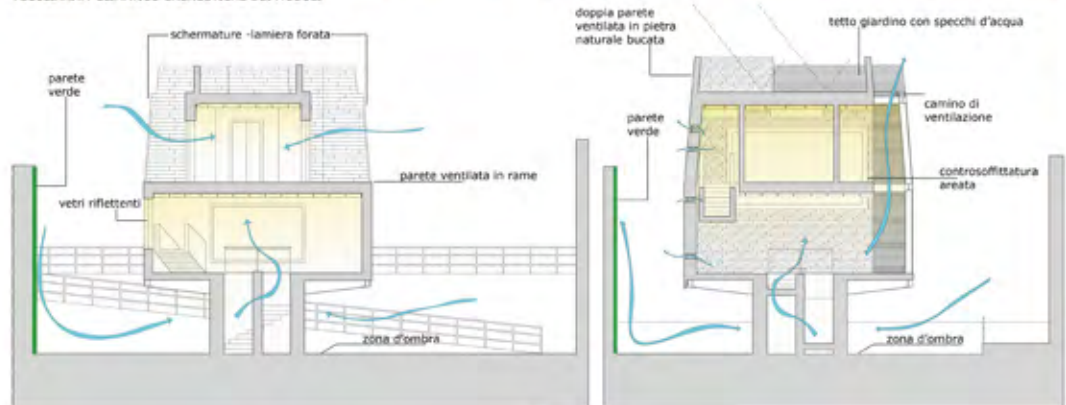 schermature -lamiera forata
parete
verde
vetri riflettenti
parete ventilata in rame
zona d'ombra
doppia parete
ventilata in pietra
naturale bucata
tetto giardino con specchi d'acqua
parete
verde
camino di
ventilazione
controsoffittatura
areata
zona d'ombra